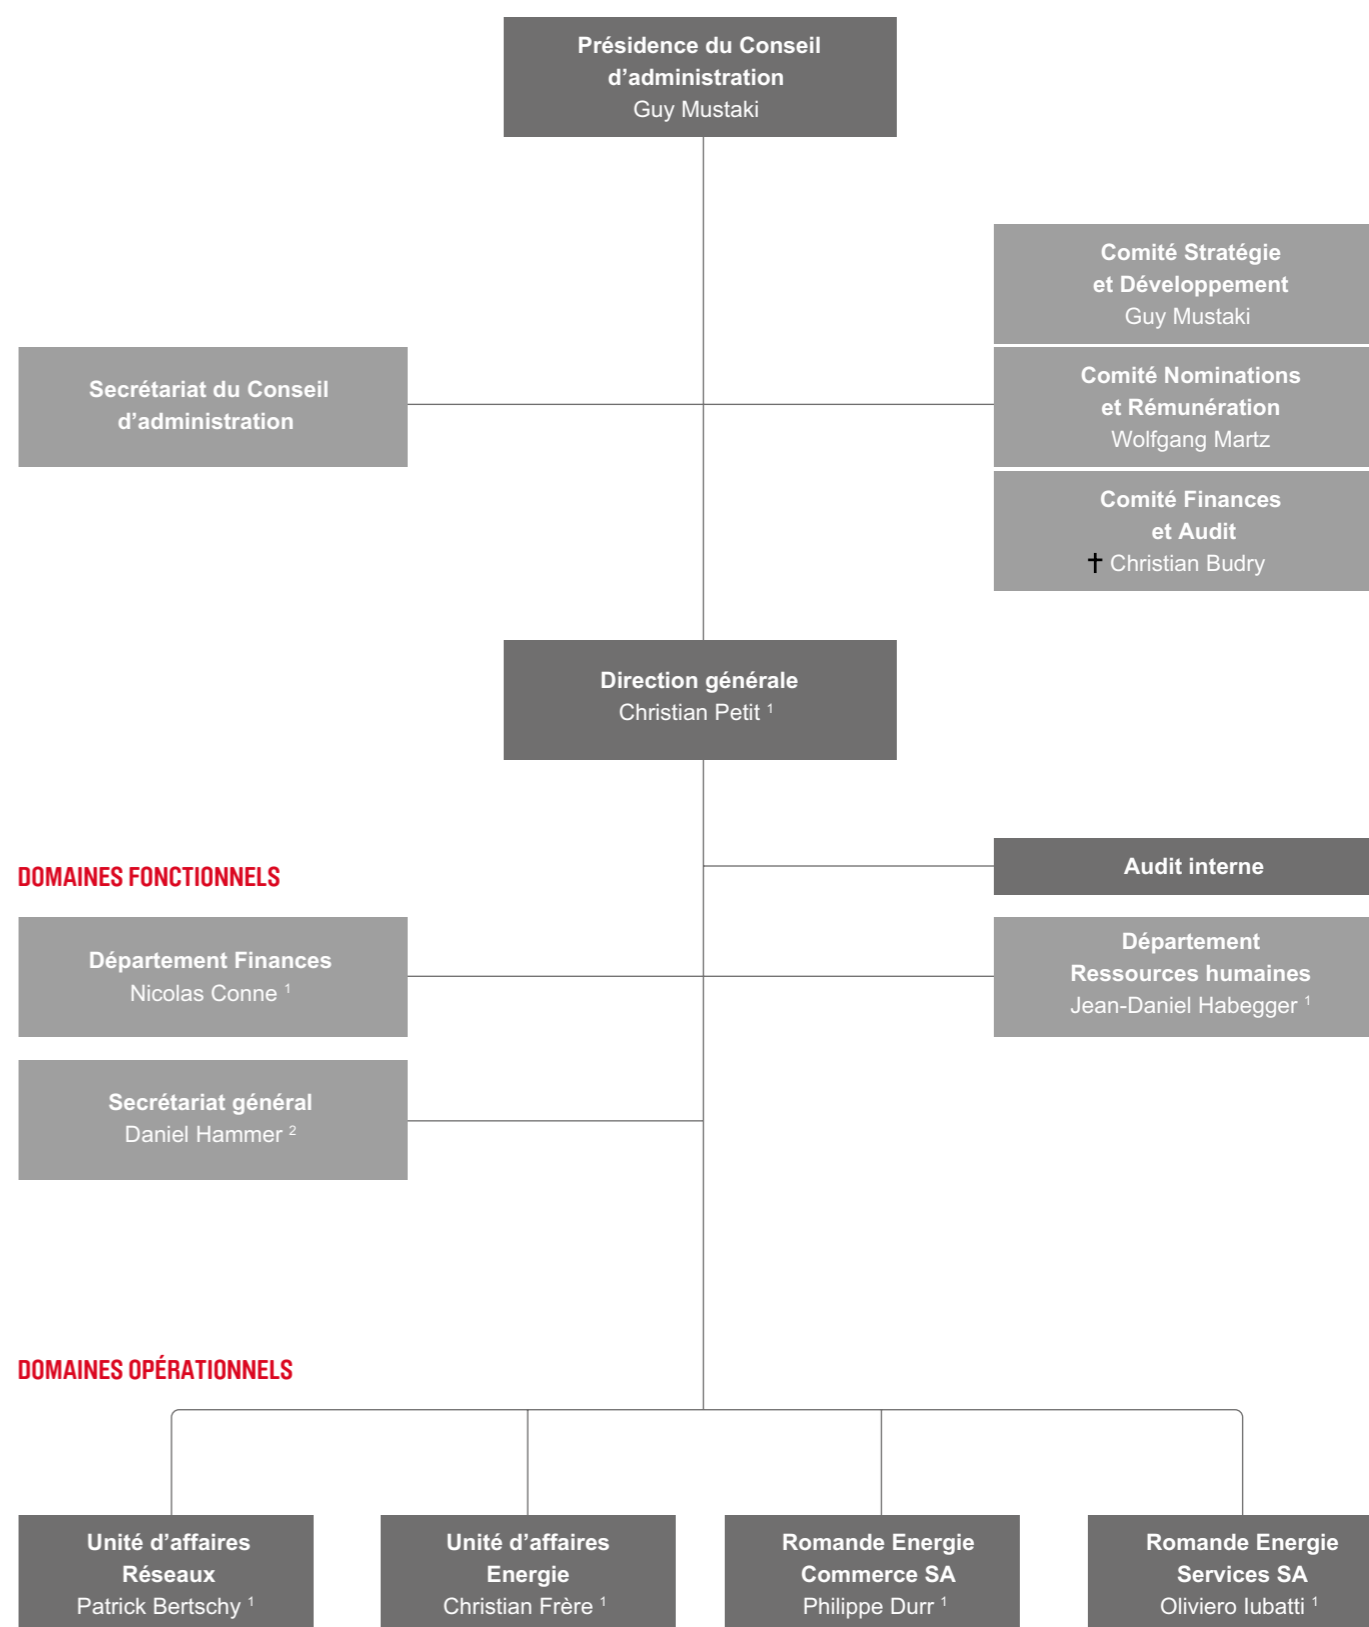 Présidence du Conseil
d’administration
Guy Mustaki
Comité Stratégie
et Développement
Guy Mustaki
Secrétariat du Conseil
d’administration
Comité Nominations
et Rémunération
Wolfgang Martz
Comité Finances
et Audit
† Christian Budry
Direction générale
Christian Petit ¹
Audit interne
DOMAINES FONCTIONNELS
Département Finances
Nicolas Conne ¹
Département
Ressources humaines
Jean-Daniel Habegger ¹
Secrétariat général
Daniel Hammer ²
DOMAINES OPÉRATIONNELS
Unité d’affaires
Réseaux
Patrick Bertschy ¹
Unité d’affaires
Energie
Christian Frère ¹
Romande Energie
Commerce SA
Philippe Durr ¹
Romande Energie
Services SA
Oliviero Iubatti ¹